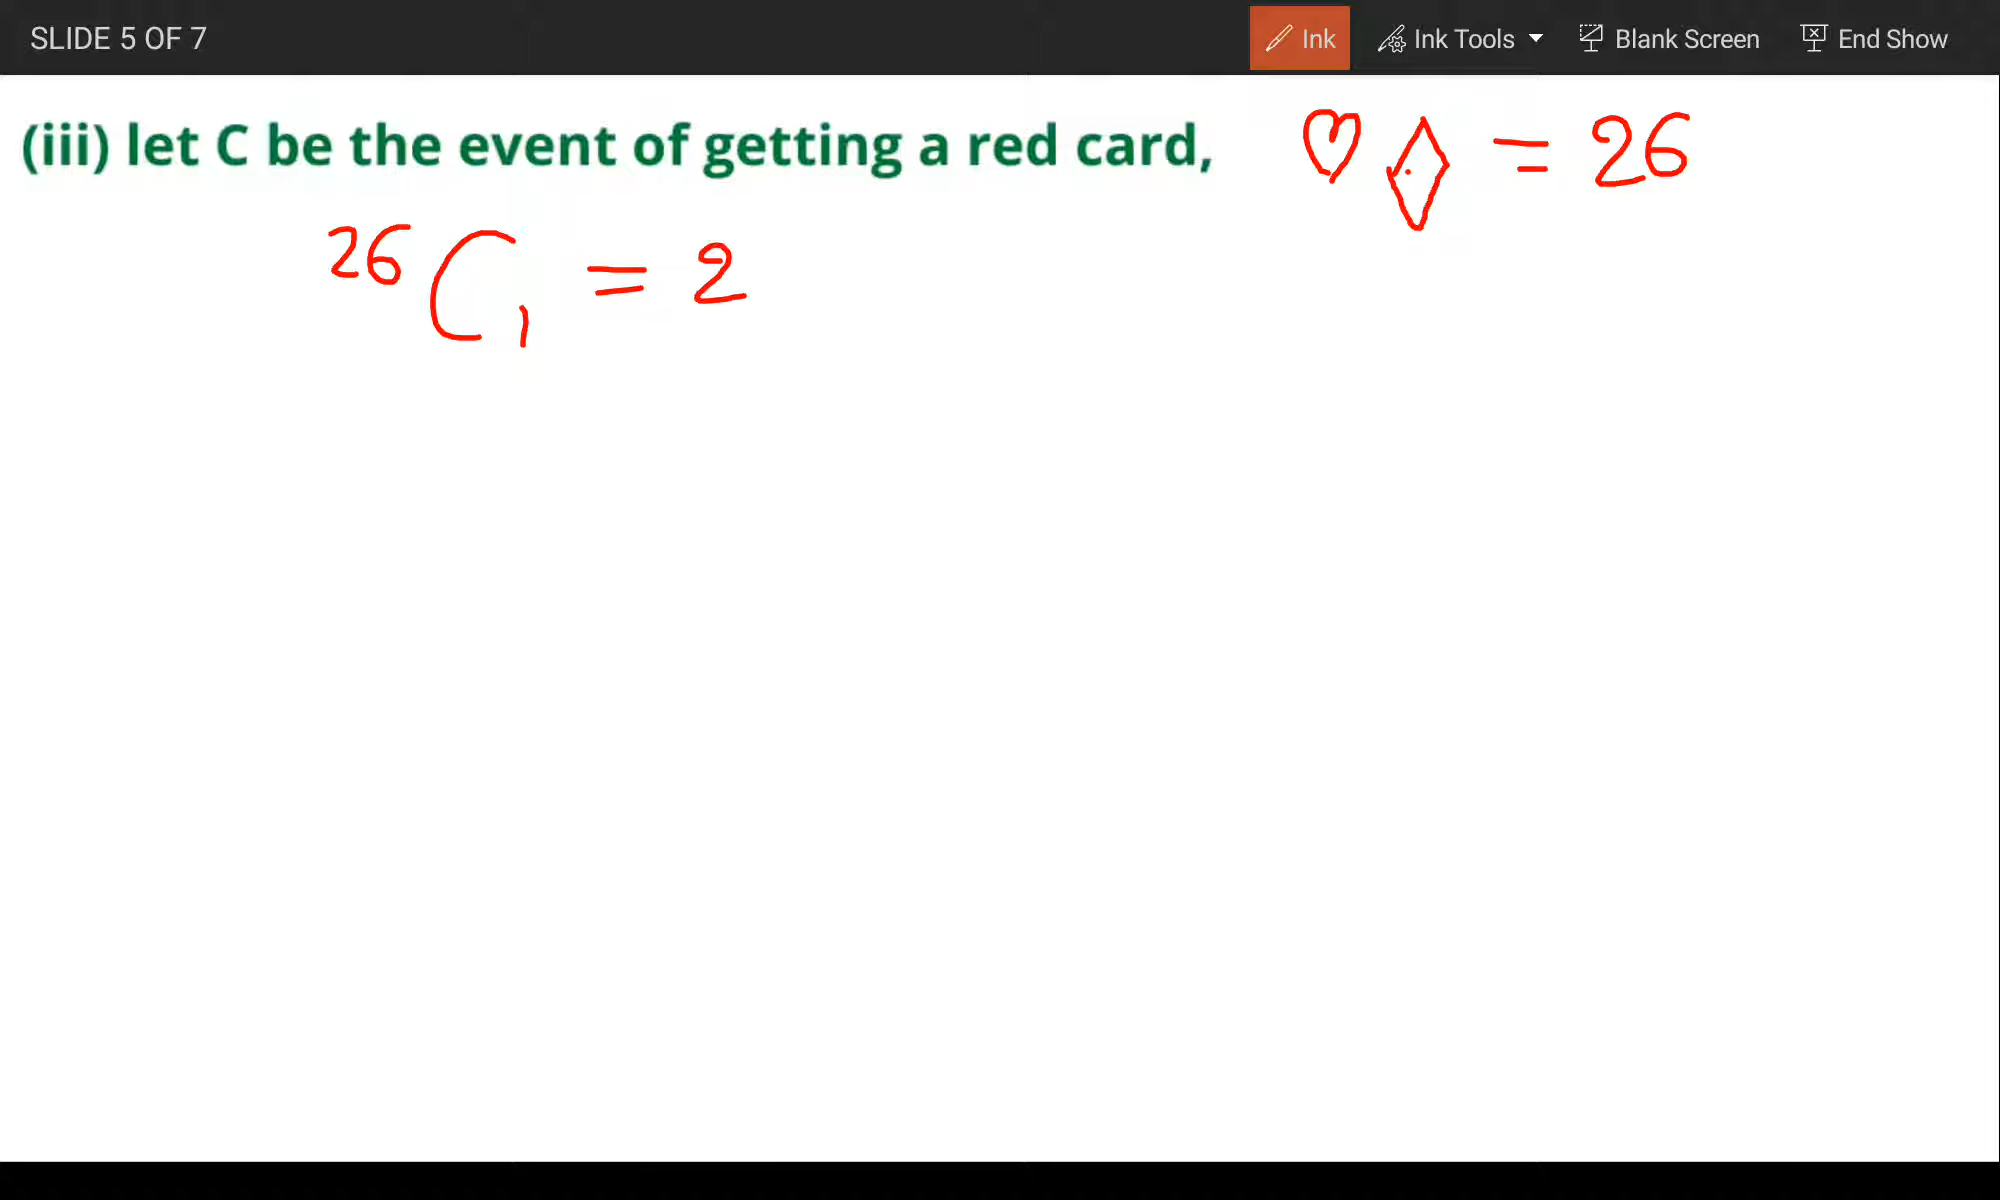 SLIDE 5 OF 7 Ink Ink Tools Blank Screen End Show
(iii) let C be the event of getting a red card, ♡ ◇ = 26
²⁶C₁ = 2